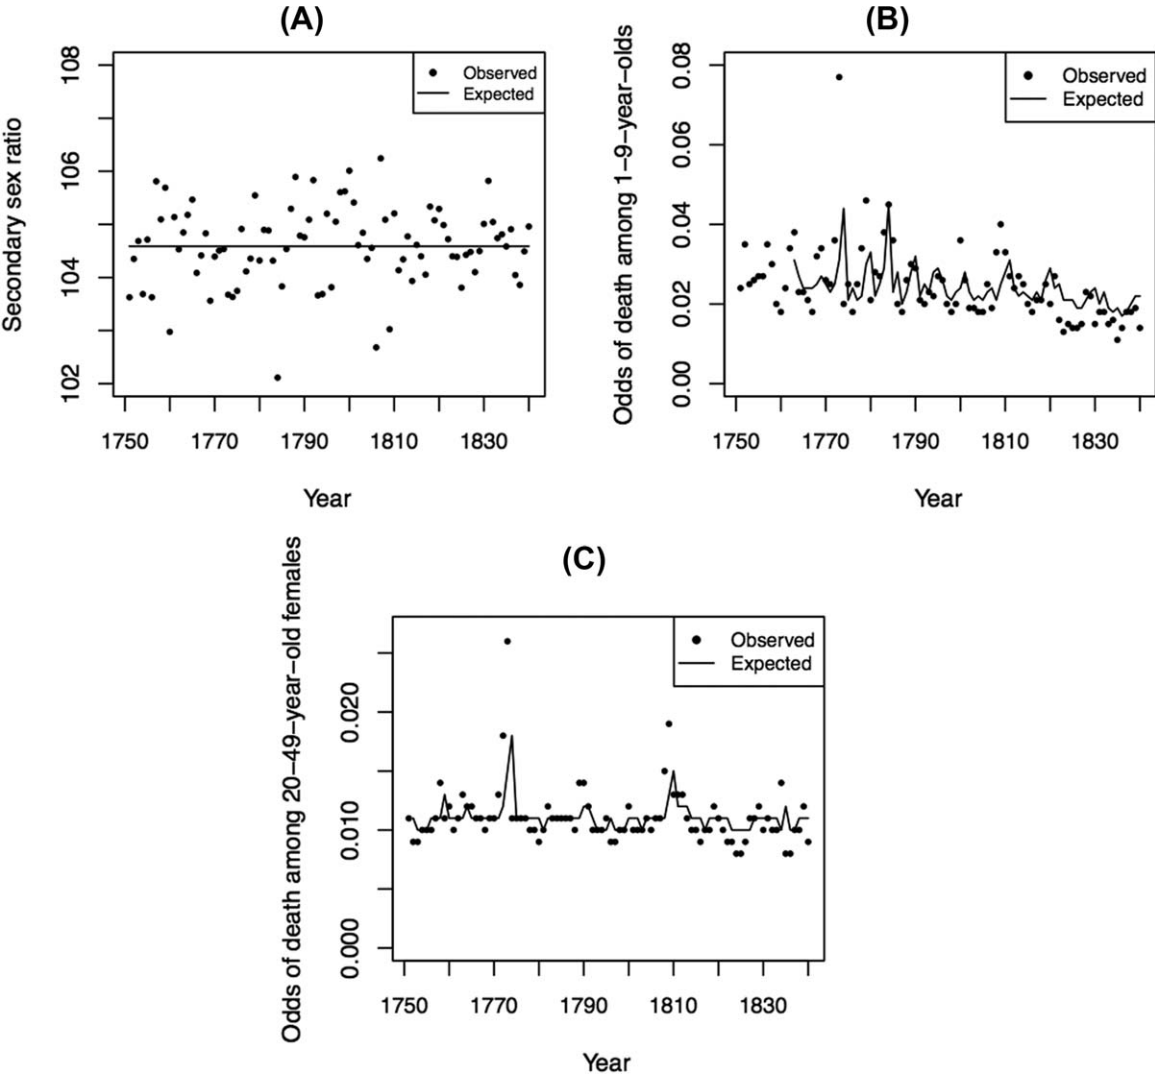 (A)
Secondary sex ratio
108
106
104
102
Observed
Expected
1750
1770
1790
1810
1830
Year
(B)
Odds of death among 1–9–year–olds
0.08
0.06
0.04
0.02
0.00
Observed
Expected
1750
1770
1790
1810
1830
Year
(C)
Odds of death among 20–49–year–old females
0.020
0.010
0.000
Observed
Expected
1750
1770
1790
1810
1830
Year